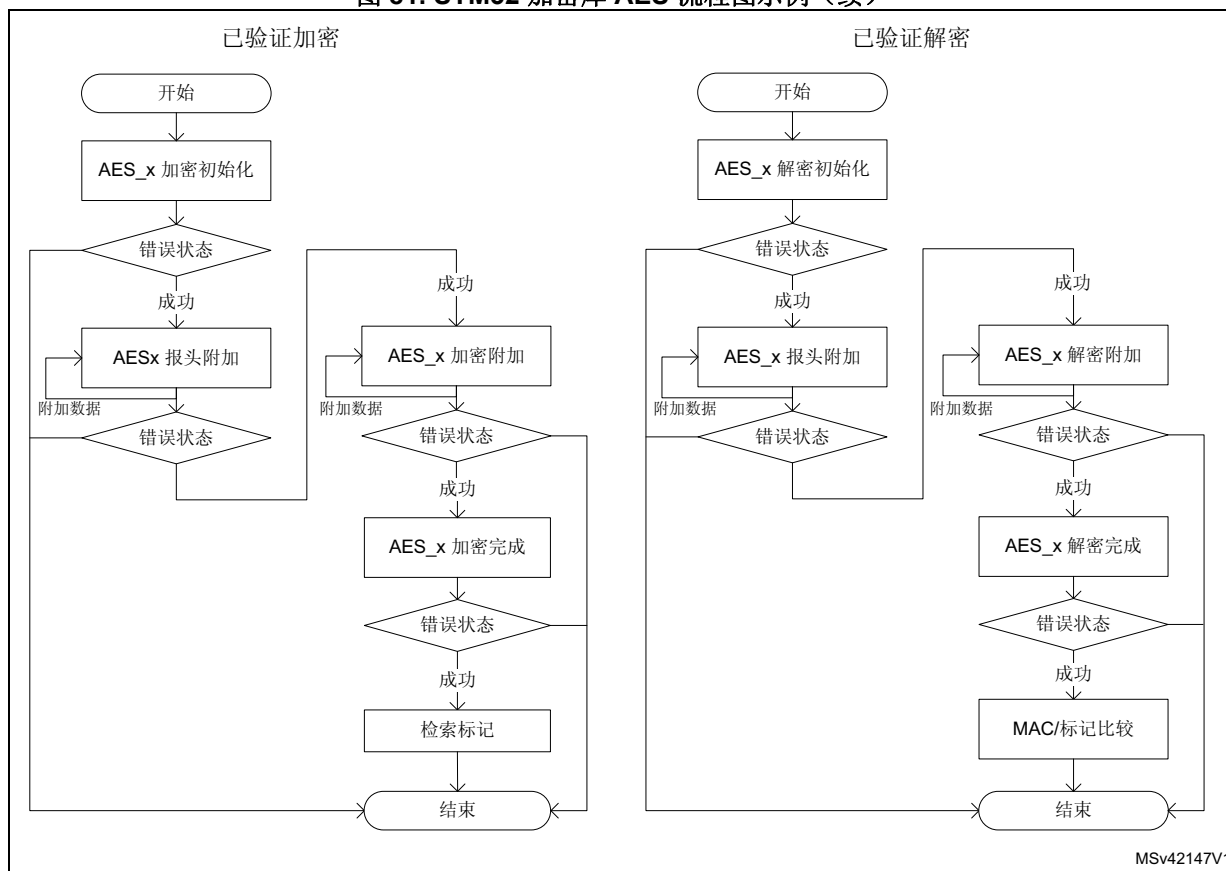 已验证加密
开始
AES_x 加密初始化
错误状态
成功
AESx 报头附加
附加数据
错误状态
成功
AES_x 加密附加
附加数据
错误状态
成功
AES_x 加密完成
错误状态
成功
检索标记
结束
已验证解密
开始
AES_x 解密初始化
错误状态
成功
AES_x 报头附加
附加数据
错误状态
成功
AES_x 解密附加
附加数据
错误状态
成功
AES_x 解密完成
错误状态
成功
MAC/标记比较
结束
MSv42147V1